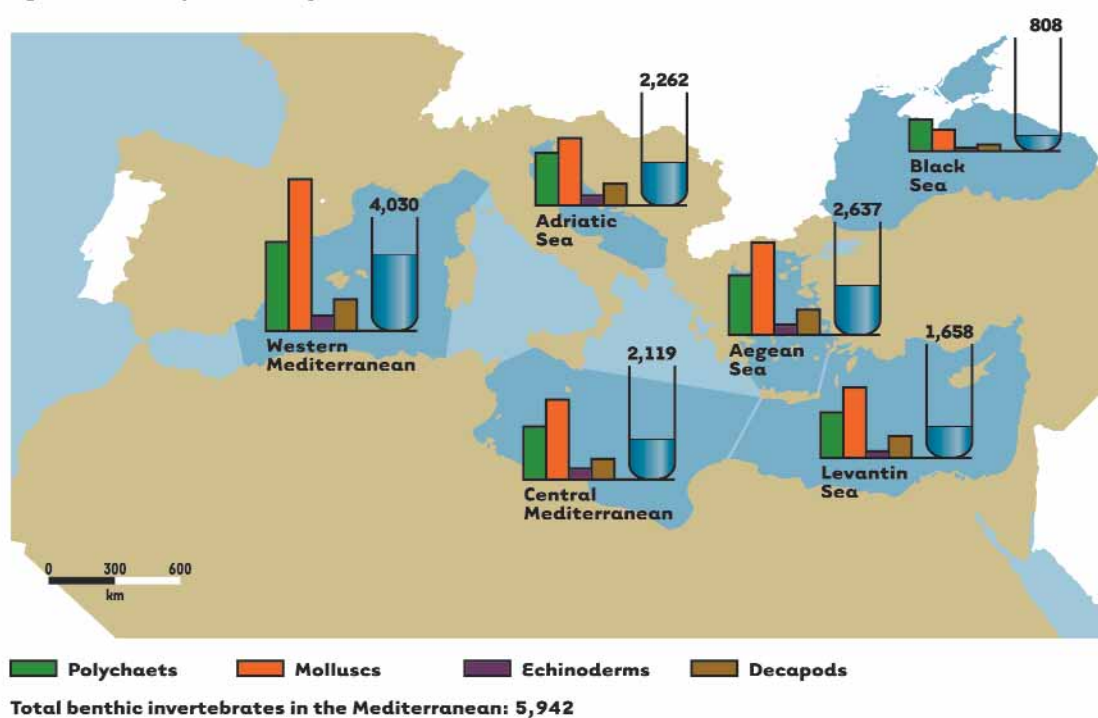 808
2,262
Black
Sea
4,030
Adriatic
Sea
2,637
Western
Mediterranean
2,119
Aegean
Sea
1,658
Central
Mediterranean
Levantin
Sea
0 300 600
km
Polychaets Molluscs Echinoderms Decapods
Total benthic invertebrates in the Mediterranean: 5,942